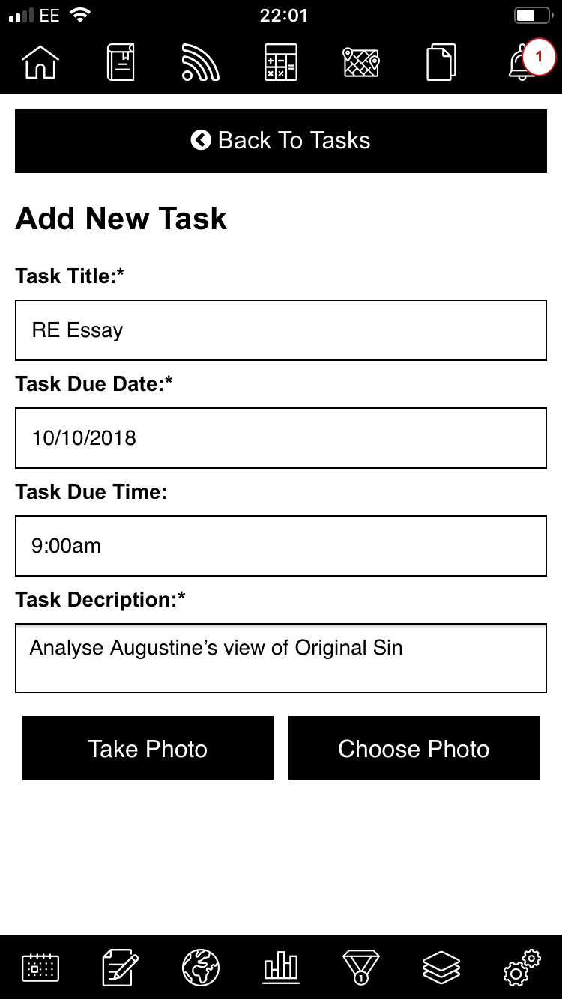 EE 22:01
1
Back To Tasks
Add New Task
Task Title:*
RE Essay
Task Due Date:*
10/10/2018
Task Due Time:
9:00am
Task Decription:*
Analyse Augustine’s view of Original Sin
Take Photo Choose Photo
1